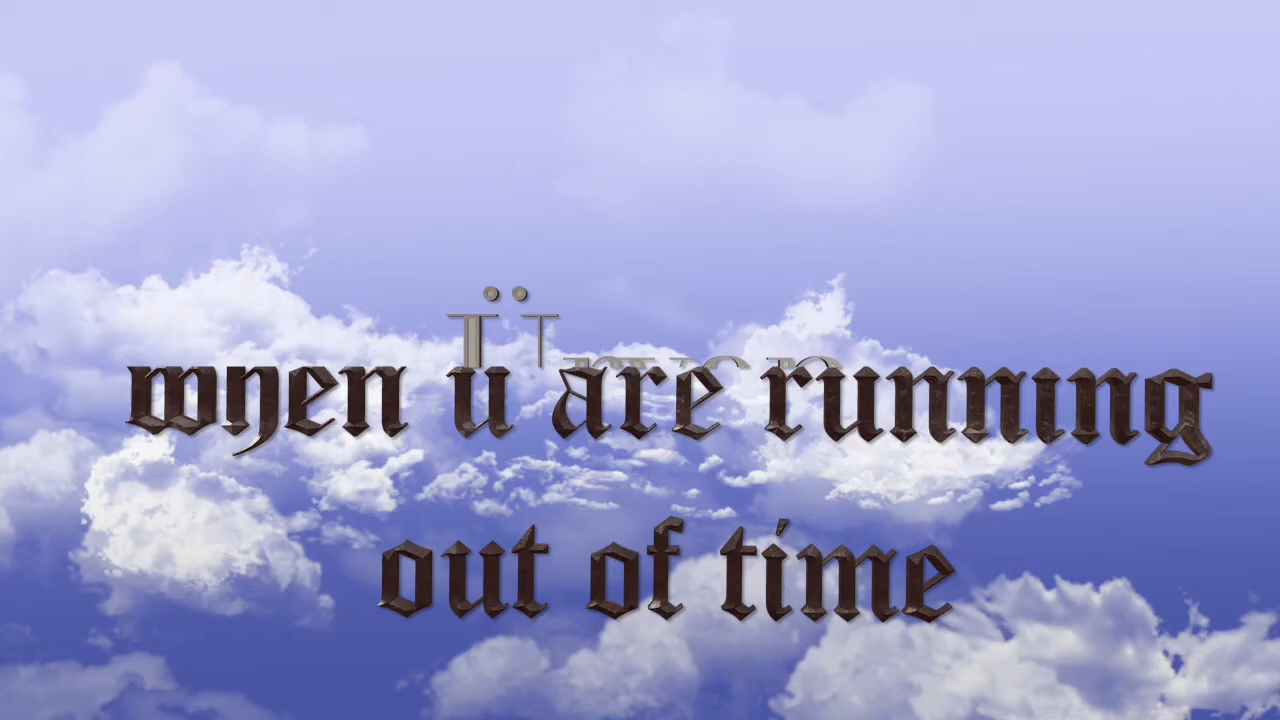 when u are running
out of time